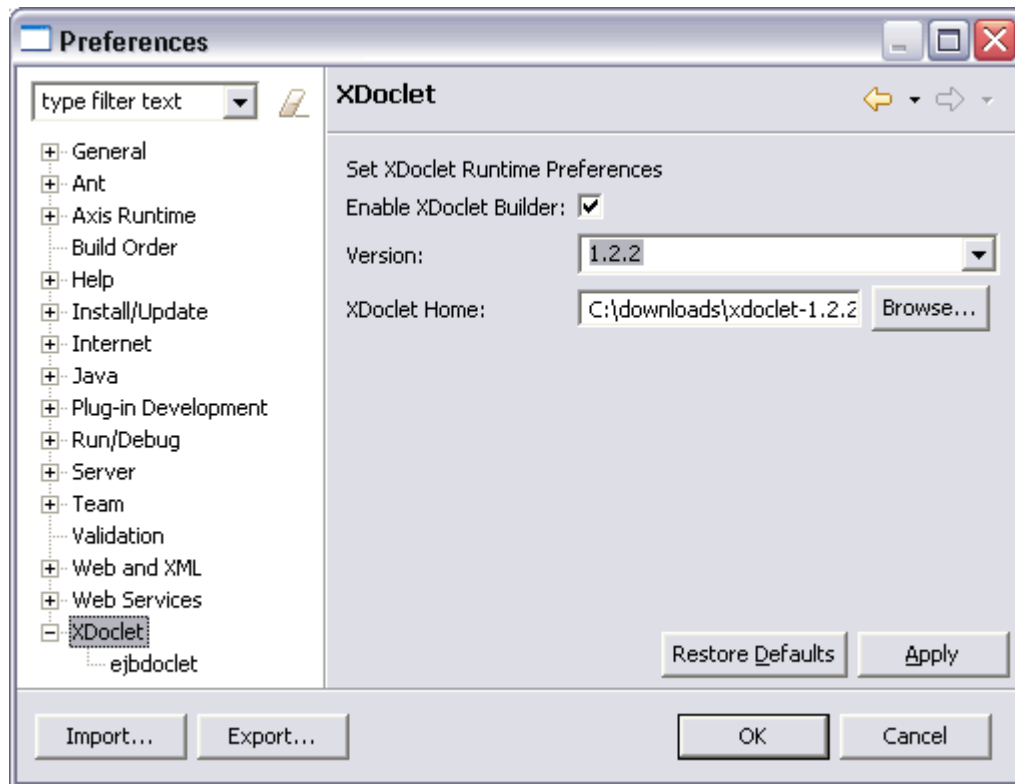 Preferences
type filter text
General
Ant
Axis Runtime
Build Order
Help
Install/Update
Internet
Java
Plug-in Development
Run/Debug
Server
Team
Validation
Web and XML
Web Services
XDoclet
ejbdoclet
XDoclet
Set XDoclet Runtime Preferences
Enable XDoclet Builder:
Version: 1.2.2
XDoclet Home: C:\downloads\xdoclet-1.2.2 Browse...
Restore Defaults Apply
Import... Export... OK Cancel